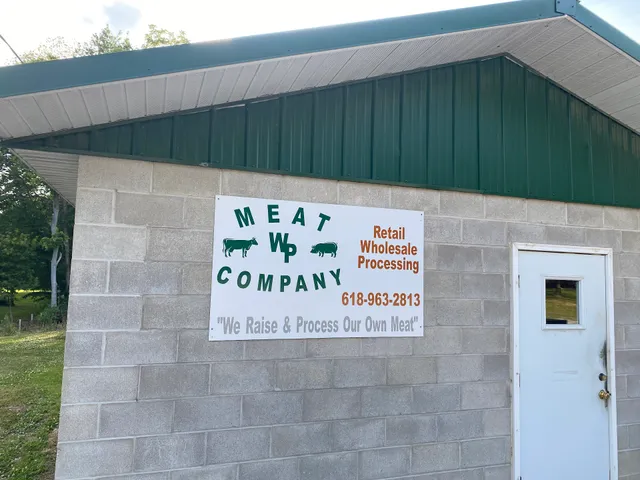 MEAT
WP
COMPANY
Retail
Wholesale
Processing
618-963-2813
"We Raise & Process Our Own Meat"